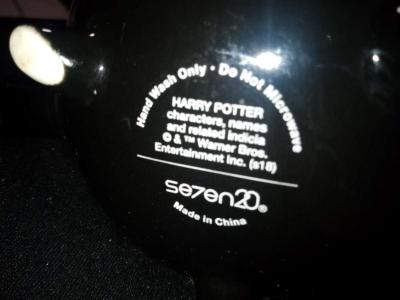 Hand Wash Only • Do Not Microwave
HARRY POTTER
characters, names
and related indicia
© & ™ Warner Bros.
Entertainment Inc. (s18)
se7en20®
Made in China